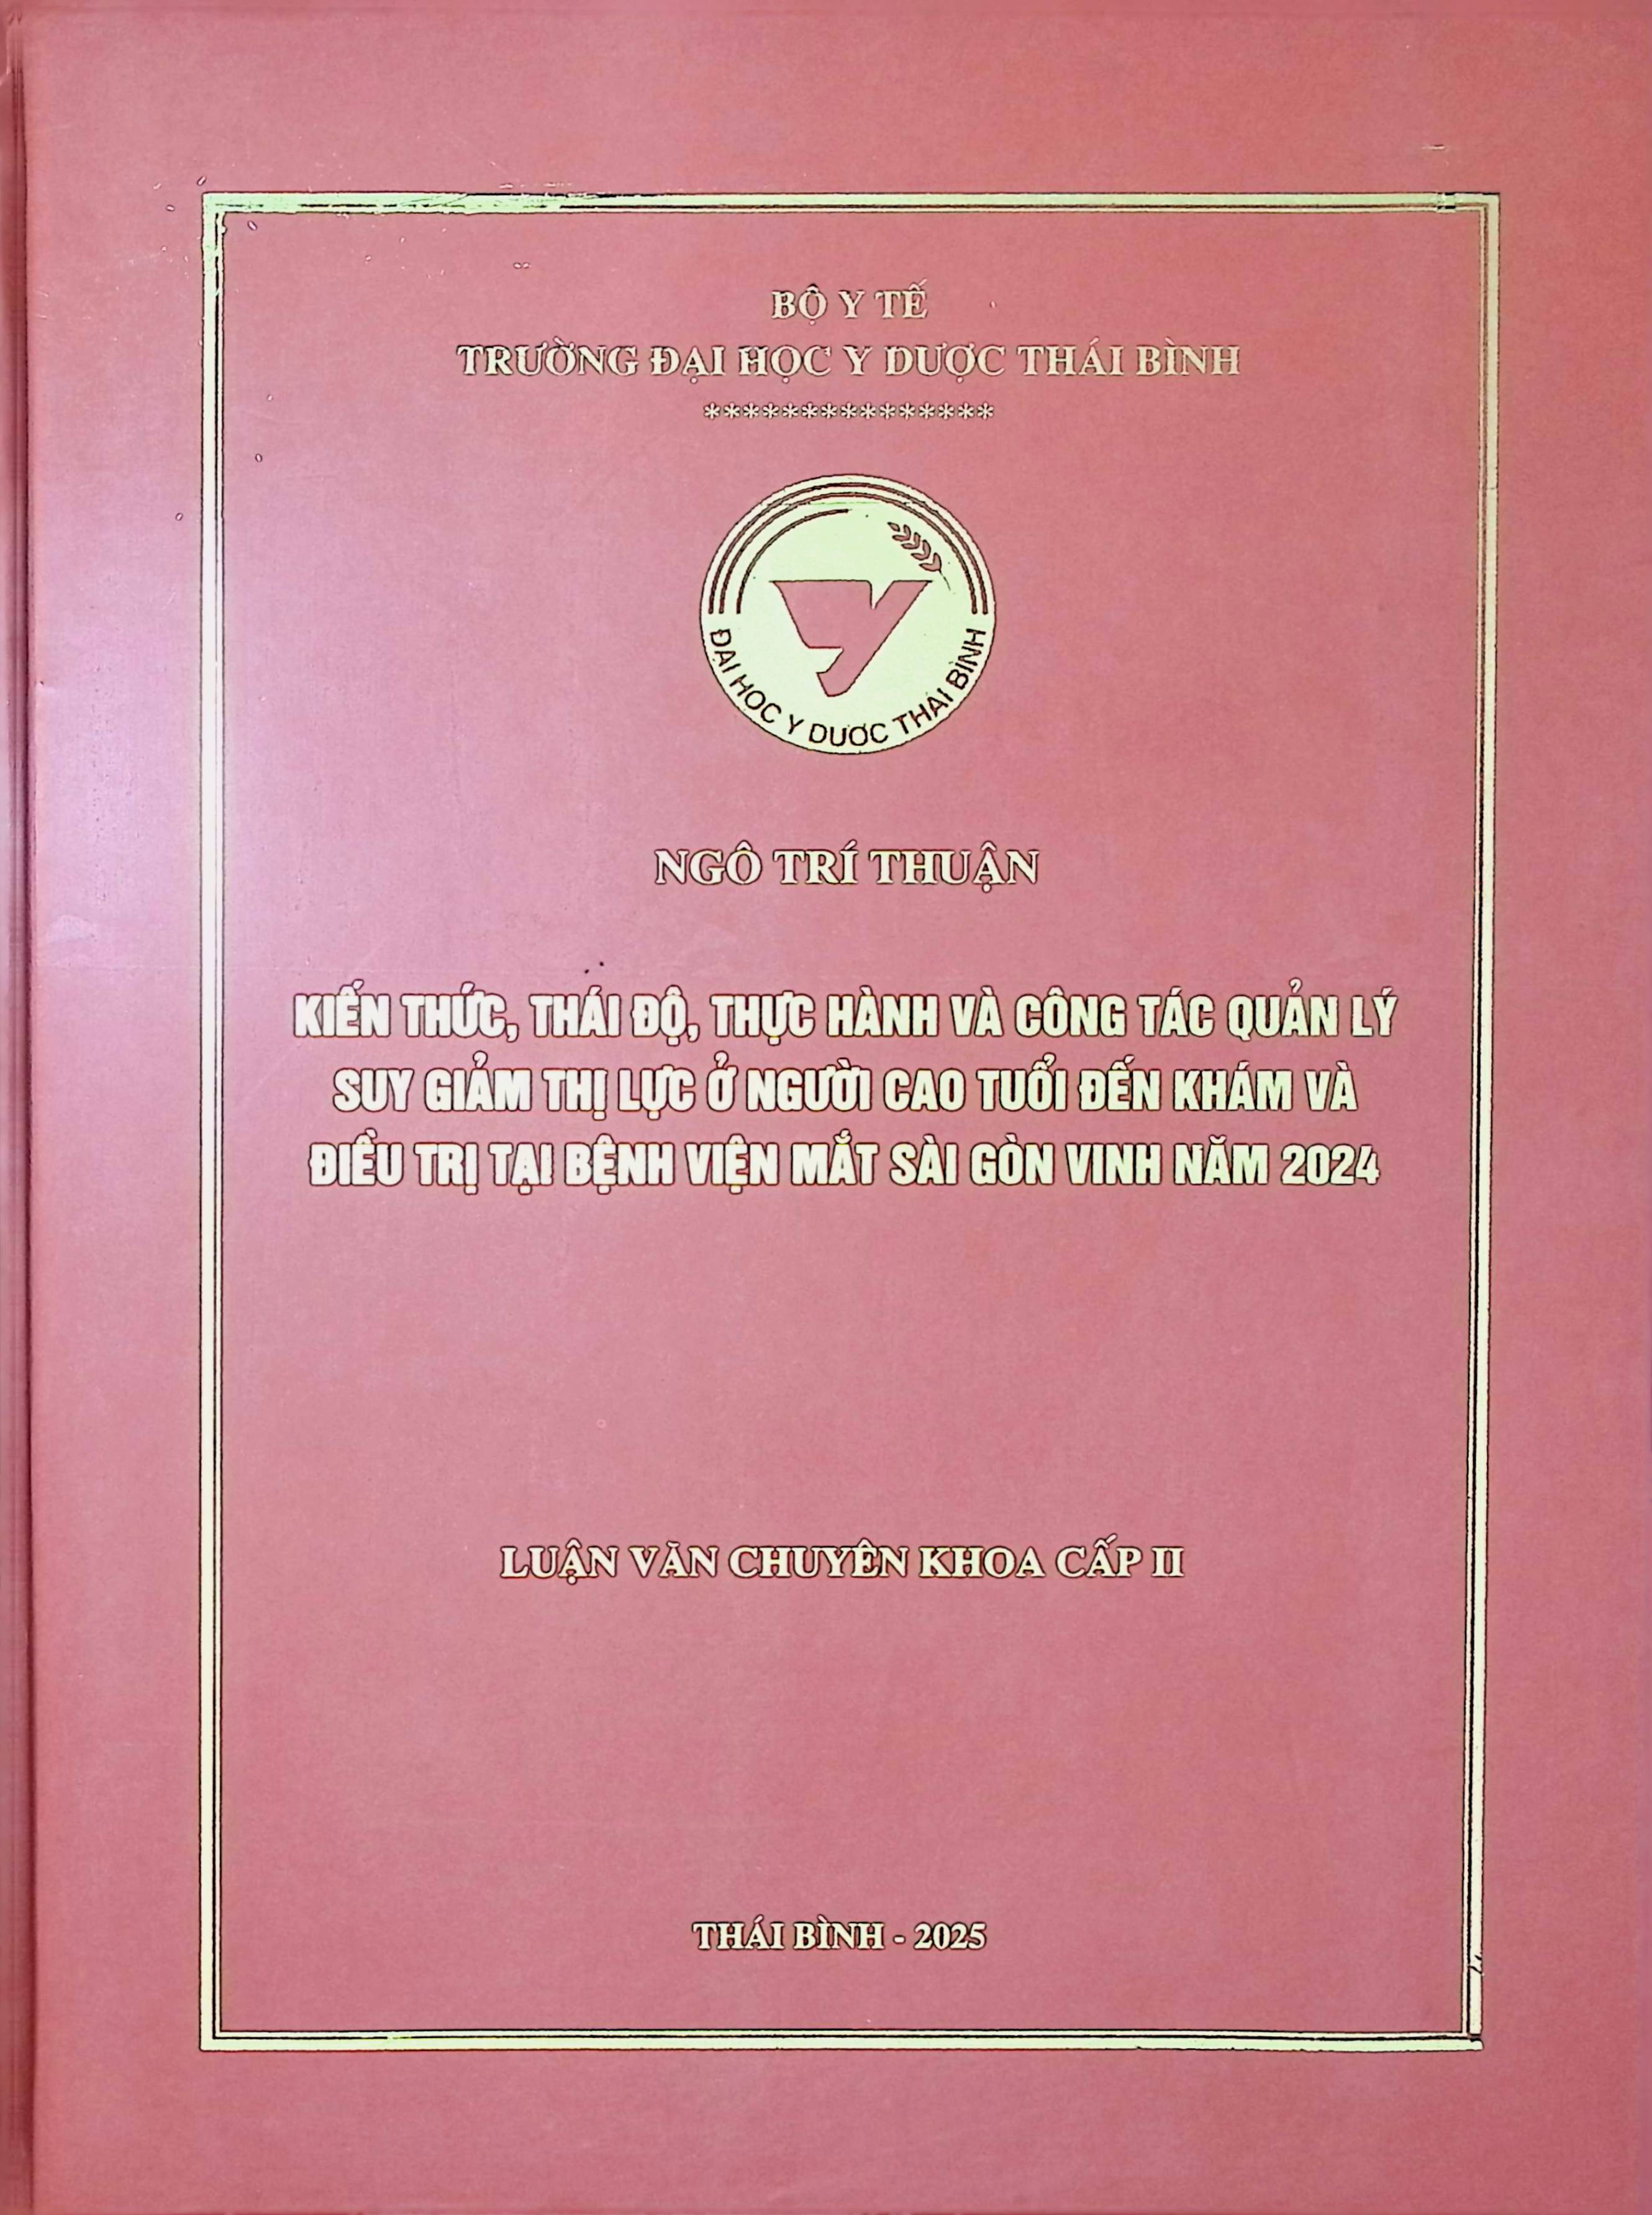 BỘ Y TẾ
TRƯỜNG ĐẠI HỌC Y DƯỢC THÁI BÌNH
***************
ĐẠI HỌC Y DƯỢC THÁI BÌNH
NGÔ TRÍ THUẬN
KIẾN THỨC, THÁI ĐỘ, THỰC HÀNH VÀ CÔNG TÁC QUẢN LÝ
SUY GIẢM THỊ LỰC Ở NGƯỜI CAO TUỔI ĐẾN KHÁM VÀ
ĐIỀU TRỊ TẠI BỆNH VIỆN MẮT SÀI GÒN VINH NĂM 2024
LUẬN VĂN CHUYÊN KHOA CẤP II
THÁI BÌNH - 2025